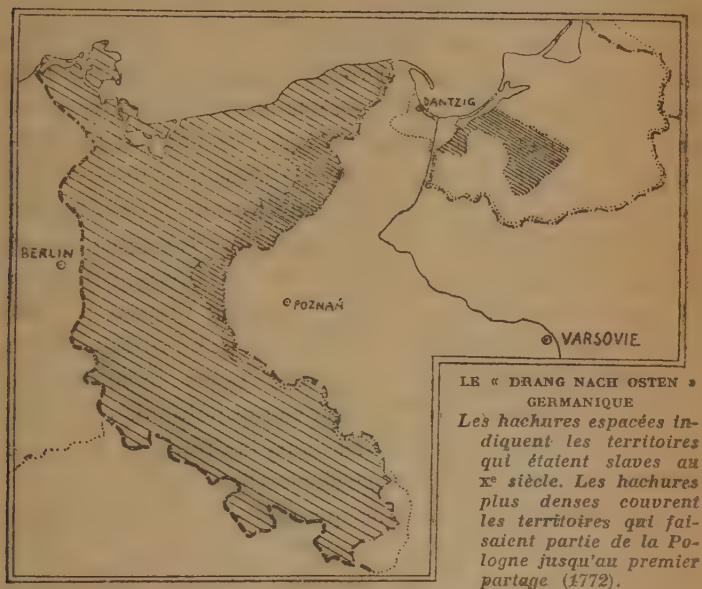 DANTZIG
BERLIN
POZNAŃ
VARSOVIE
LE « DRANG NACH OSTEN »
GERMANIQUE
Les hachures espacées in-
diquent les territoires
qui étaient slaves au
Xe siècle. Les hachures
plus denses couvrent
les territoires qui fai-
saient partie de la Po-
logne jusqu'au premier
partage (1772).